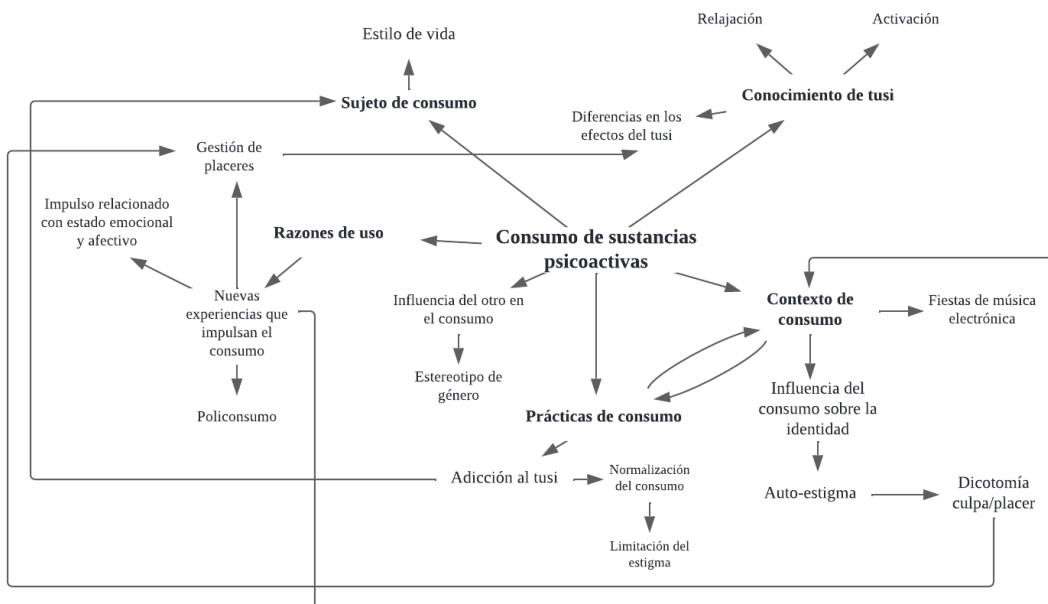 Relajación
Activación
Estilo de vida
Sujeto de consumo
Conocimiento de tusi
Diferencias en los
efectos del tusi
Gestión de
placeres
Impulso relacionado
con estado emocional
y afectivo
Razones de uso
Consumo de sustancias
psicoactivas
Nuevas
experiencias que
impulsan el
consumo
Influencia del otro en
el consumo
Contexto de
consumo
Fiestas de música
electrónica
Estereotipo de
género
Policonsumo
Prácticas de consumo
Influencia del
consumo sobre la
identidad
Adicción al tusi
Normalización
del consumo
Auto-estigma
Dicotomía
culpa/placer
Limitación del
estigma